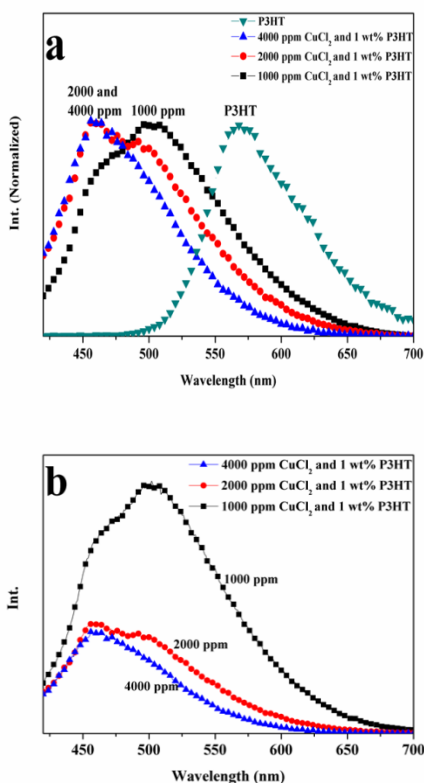 a
P3HT
4000 ppm CuCl2 and 1 wt% P3HT
2000 ppm CuCl2 and 1 wt% P3HT
1000 ppm CuCl2 and 1 wt% P3HT
2000 and
4000 ppm
1000 ppm
P3HT
Int. (Normalized)
450 500 550 600 650 700
Wavelength (nm)
b
4000 ppm CuCl2 and 1 wt% P3HT
2000 ppm CuCl2 and 1 wt% P3HT
1000 ppm CuCl2 and 1 wt% P3HT
1000 ppm
2000 ppm
4000 ppm
Int.
450 500 550 600 650 700
Wavelength (nm)